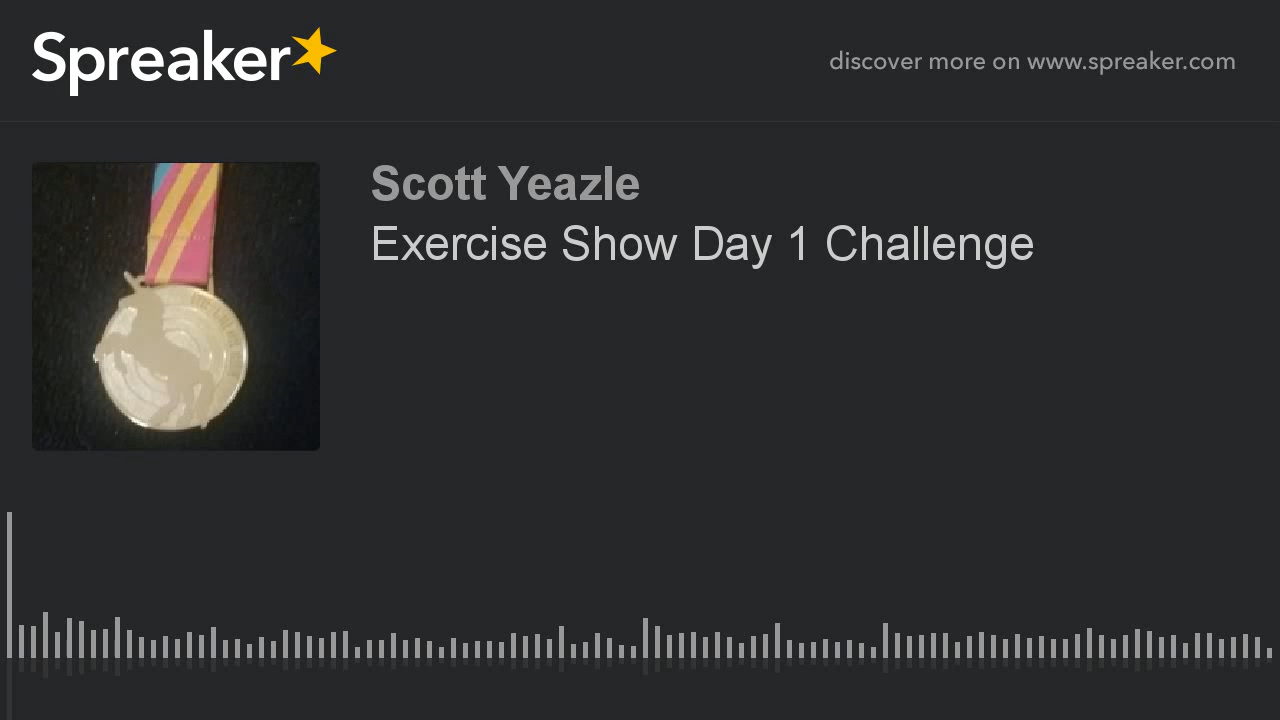 Spreaker
discover more on www.spreaker.com
Scott Yeazle
Exercise Show Day 1 Challenge